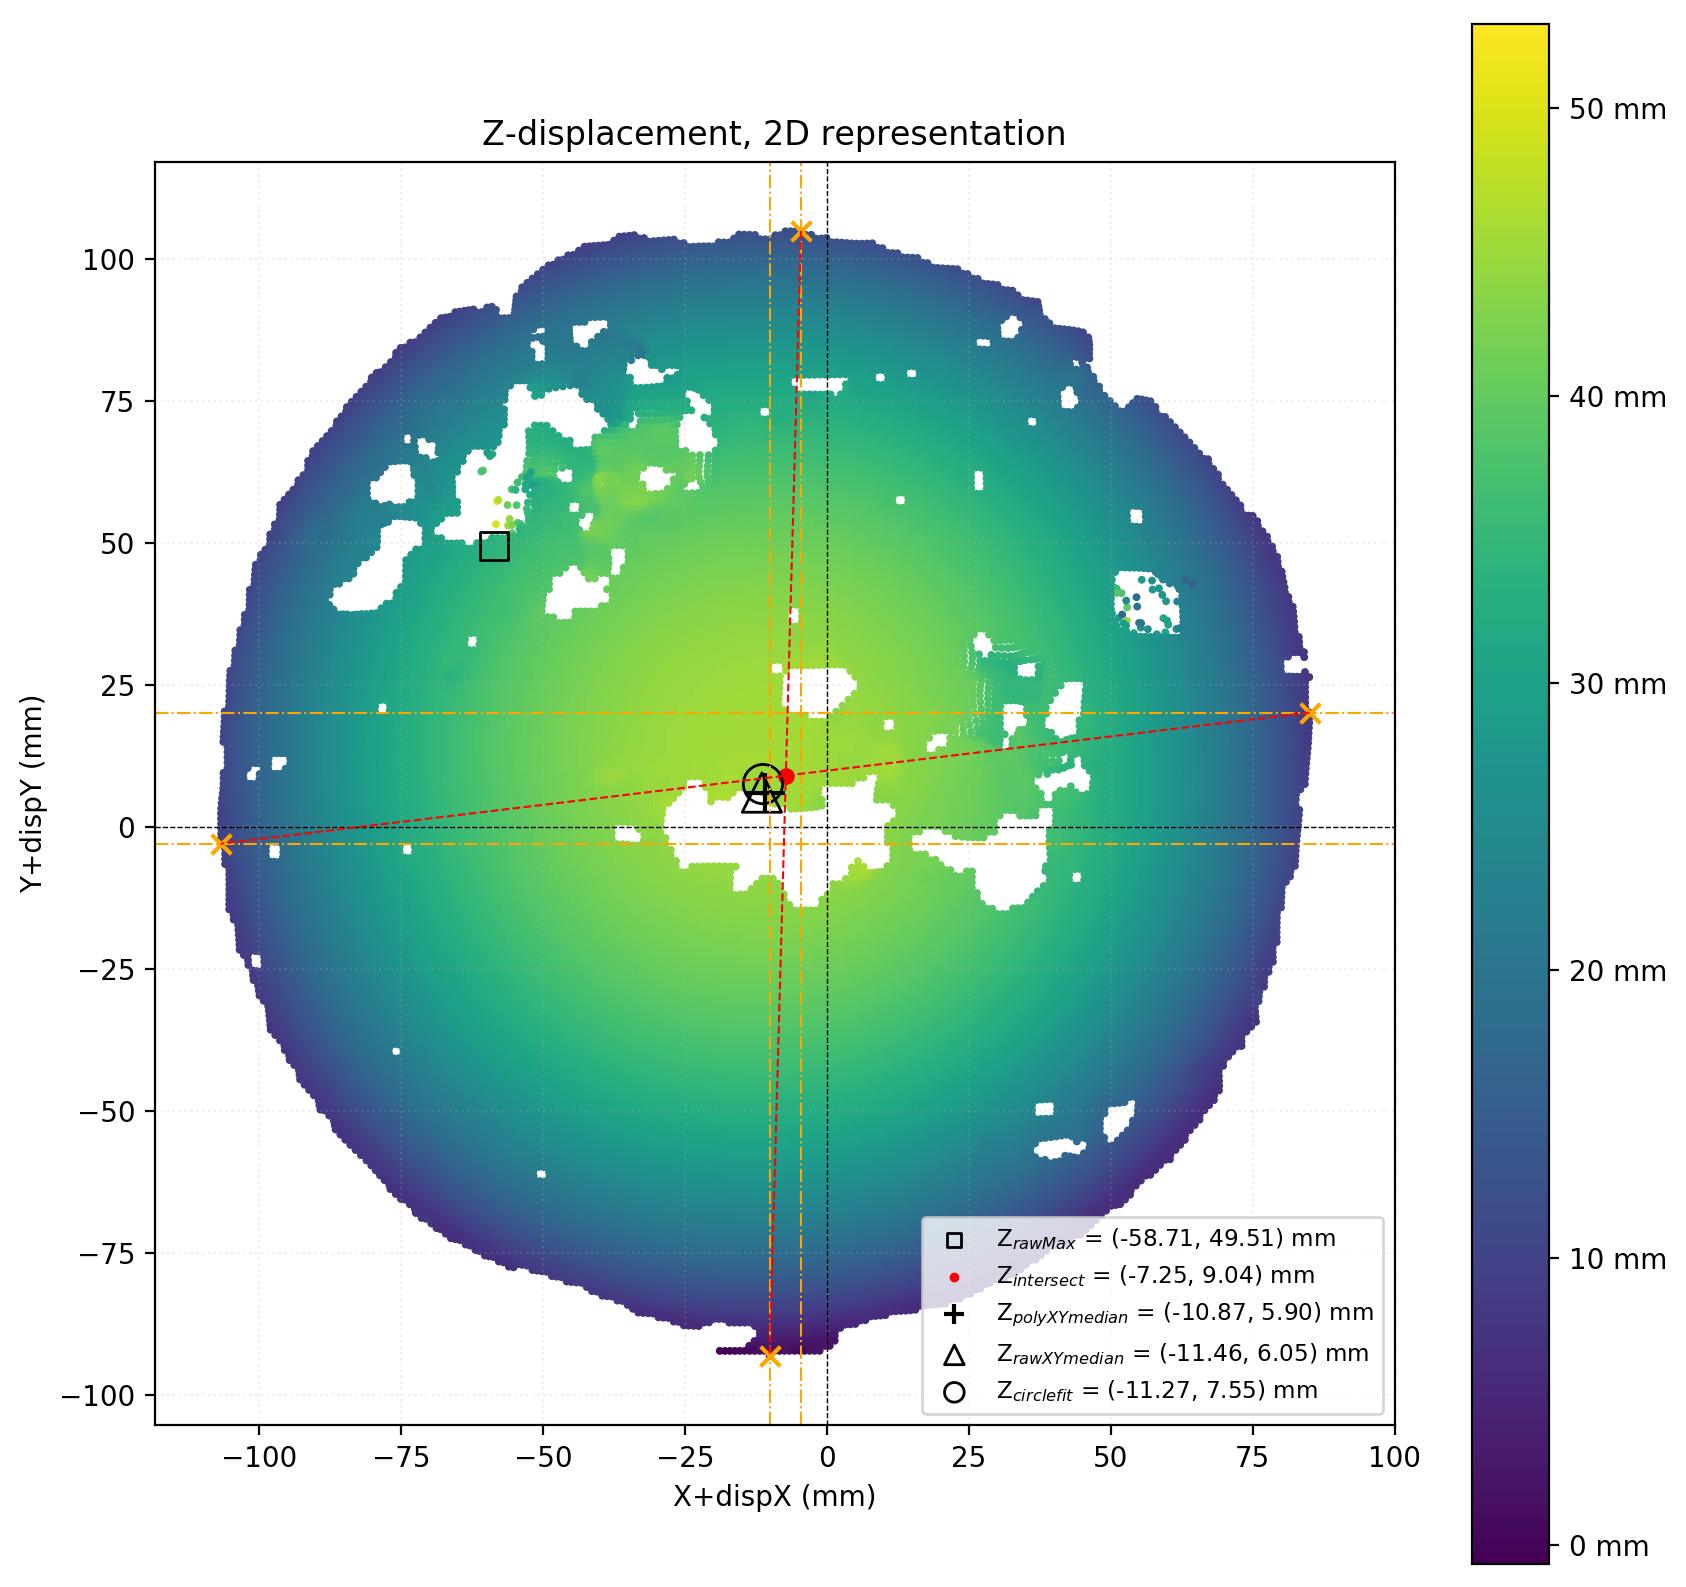 Z-displacement, 2D representation
50 mm
40 mm
30 mm
20 mm
10 mm
0 mm
100
75
50
25
0
−25
−50
−75
−100
Y+dispY (mm)
−100
−75
−50
−25
0
25
50
75
100
X+dispX (mm)
ZrawMax = (-58.71, 49.51) mm
Zintersect = (-7.25, 9.04) mm
ZpolyXYmedian = (-10.87, 5.90) mm
ZrawXYmedian = (-11.46, 6.05) mm
Zcirclefit = (-11.27, 7.55) mm